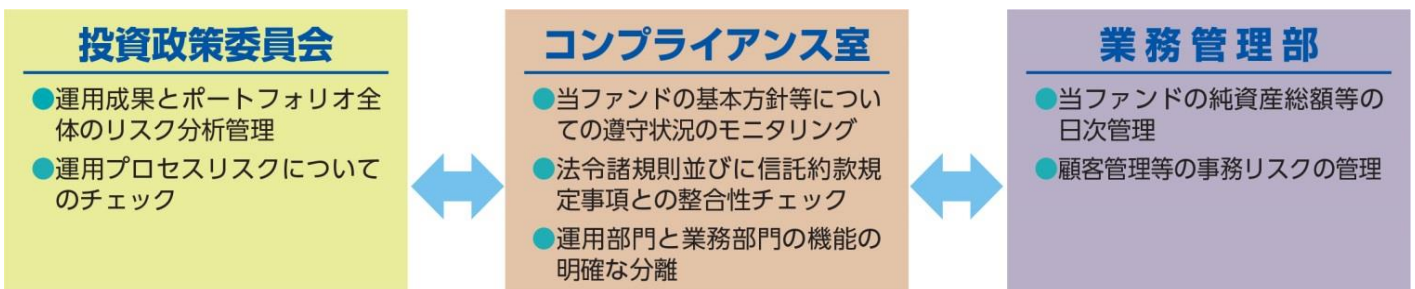 投資政策委員会
●運用成果とポートフォリオ全
体のリスク分析管理
●運用プロセスリスクについて
のチェック
コンプライアンス室
●当ファンドの基本方針等につい
ての遵守状況のモニタリング
●法令諸規則並びに信託約款規
定事項との整合性チェック
●運用部門と業務部門の機能の
明確な分離
業務管理部
●当ファンドの純資産総額等の
日次管理
●顧客管理等の事務リスクの管理